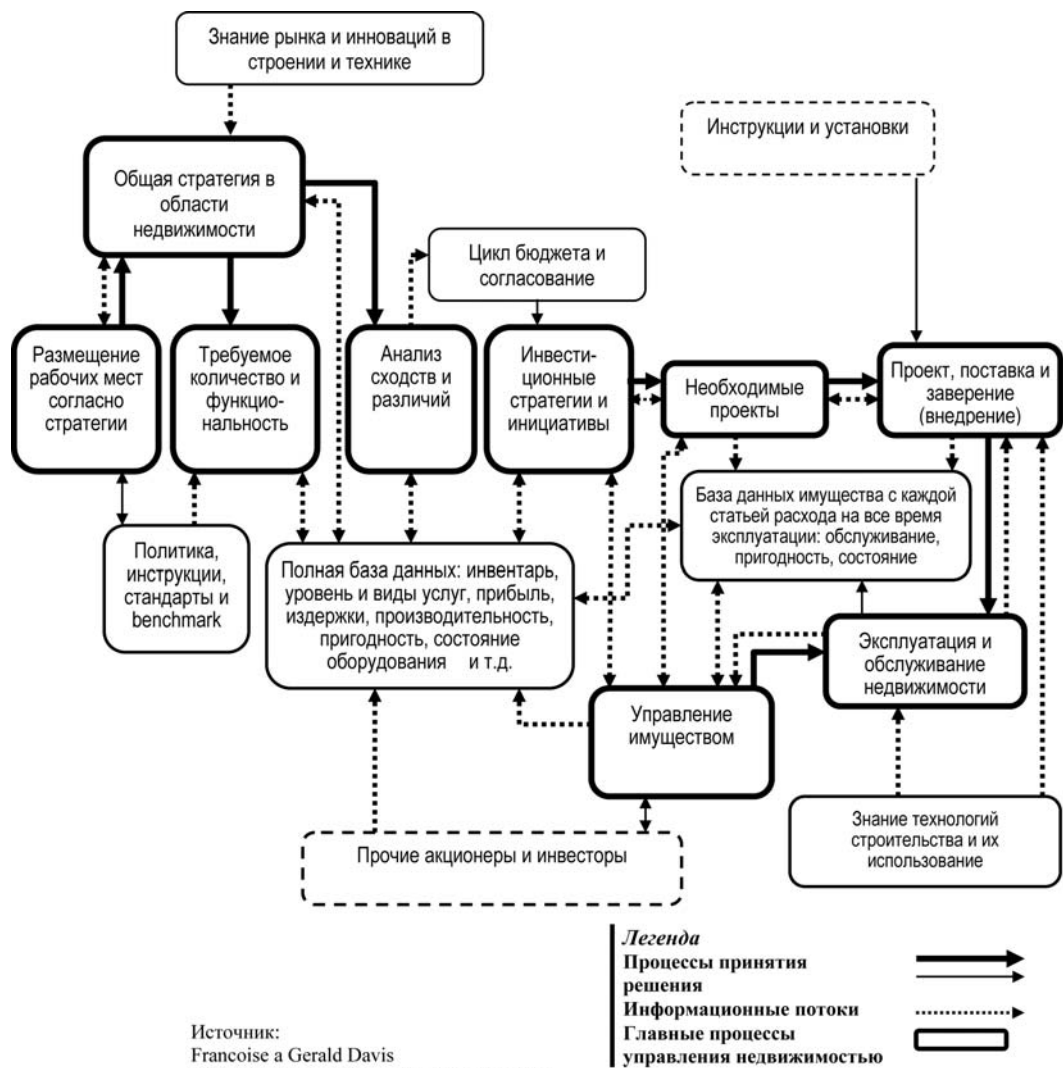 Знание рынка и инноваций в
строении и технике
Инструкции и установки
Общая стратегия в
области
недвижимости
Цикл бюджета и
согласование
Размещение
рабочих мест
согласно
стратегии
Требуемое
количество и
функцио-
нальность
Анализ
сходств и
различий
Инвести-
ционные
стратегии и
инициативы
Необходимые
проекты
Проект, поставка и
заверение
(внедрение)
База данных имущества с каждой
статьей расхода на все время
эксплуатации: обслуживание,
пригодность, состояние
Политика,
инструкции,
стандарты и
benchmark
Полная база данных: инвентарь,
уровень и виды услуг, прибыль,
издержки, производительность,
пригодность, состояние
оборудования и т.д.
Эксплуатация и
обслуживание
недвижимости
Управление
имуществом
Знание технологий
строительства и их
использование
Прочие акционеры и инвесторы
Легенда
Процессы принятия
решения
Информационные потоки
Главные процессы
управления недвижимостью
Источник:
Francoise a Gerald Davis